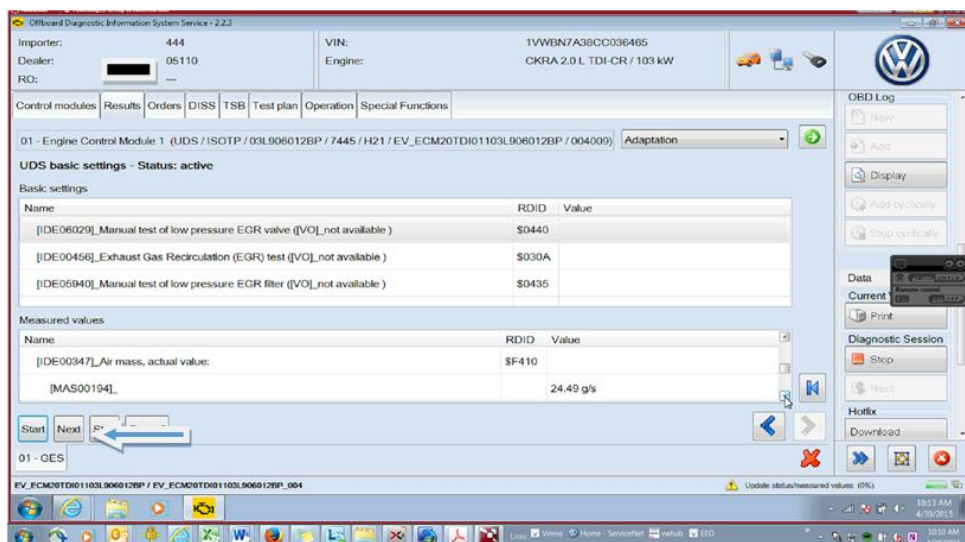 Offboard Diagnostic Information System Service - 2.2.3
Importer: 444
Dealer: 05110
RO: ---
VIN: 1VWBN7A38CC036465
Engine: CKRA 2.0 L TDI-CR / 103 kW
Control modules Results Orders DISS TSB Test plan Operation Special Functions
01 - Engine Control Module 1 (UDS / ISOTP / 03L906012BP / 7445 / H21 / EV_ECM20TDI01103L906012BP / 004009) Adaptation
UDS basic settings - Status: active
Basic settings
Name RDID Value
[IDE06029]_Manual test of low pressure EGR valve ([VO]_not available ) $0440
[IDE00456]_Exhaust Gas Recirculation (EGR) test ([VO]_not available ) $030A
[IDE05940]_Manual test of low pressure EGR filter ([VO]_not available ) $0435
Measured values
Name RDID Value
[IDE00347]_Air mass, actual value: $F410
[MAS00194]_ 24.49 g/s
Start Next
01 - GES
EV_ECM20TDI01103L906012BP / EV_ECM20TDI01103L906012BP_004
Update status/measured values: (0%)
OBD Log
New
Add
Display
Add cyclically
Stop cyclically
Data
Current
Print
Diagnostic Session
Stop
Next
Hotfix
Download
10:13 AM
4/30/2015
Links Vinnie Home - ServiceNet vwhub EEO
10:10 AM